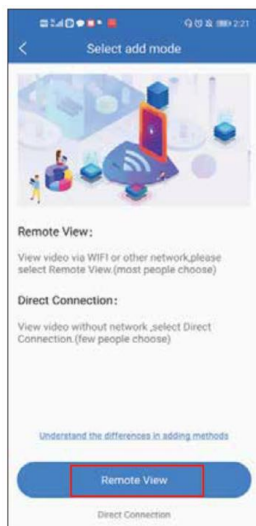 2:21
Select add mode
Remote View:
View video via WIFI or other network,please
select Remote View.(most people choose)
Direct Connection:
View video without network ,select Direct
Connection.(few people choose)
Understand the differences in adding methods
Remote View
Direct Connection